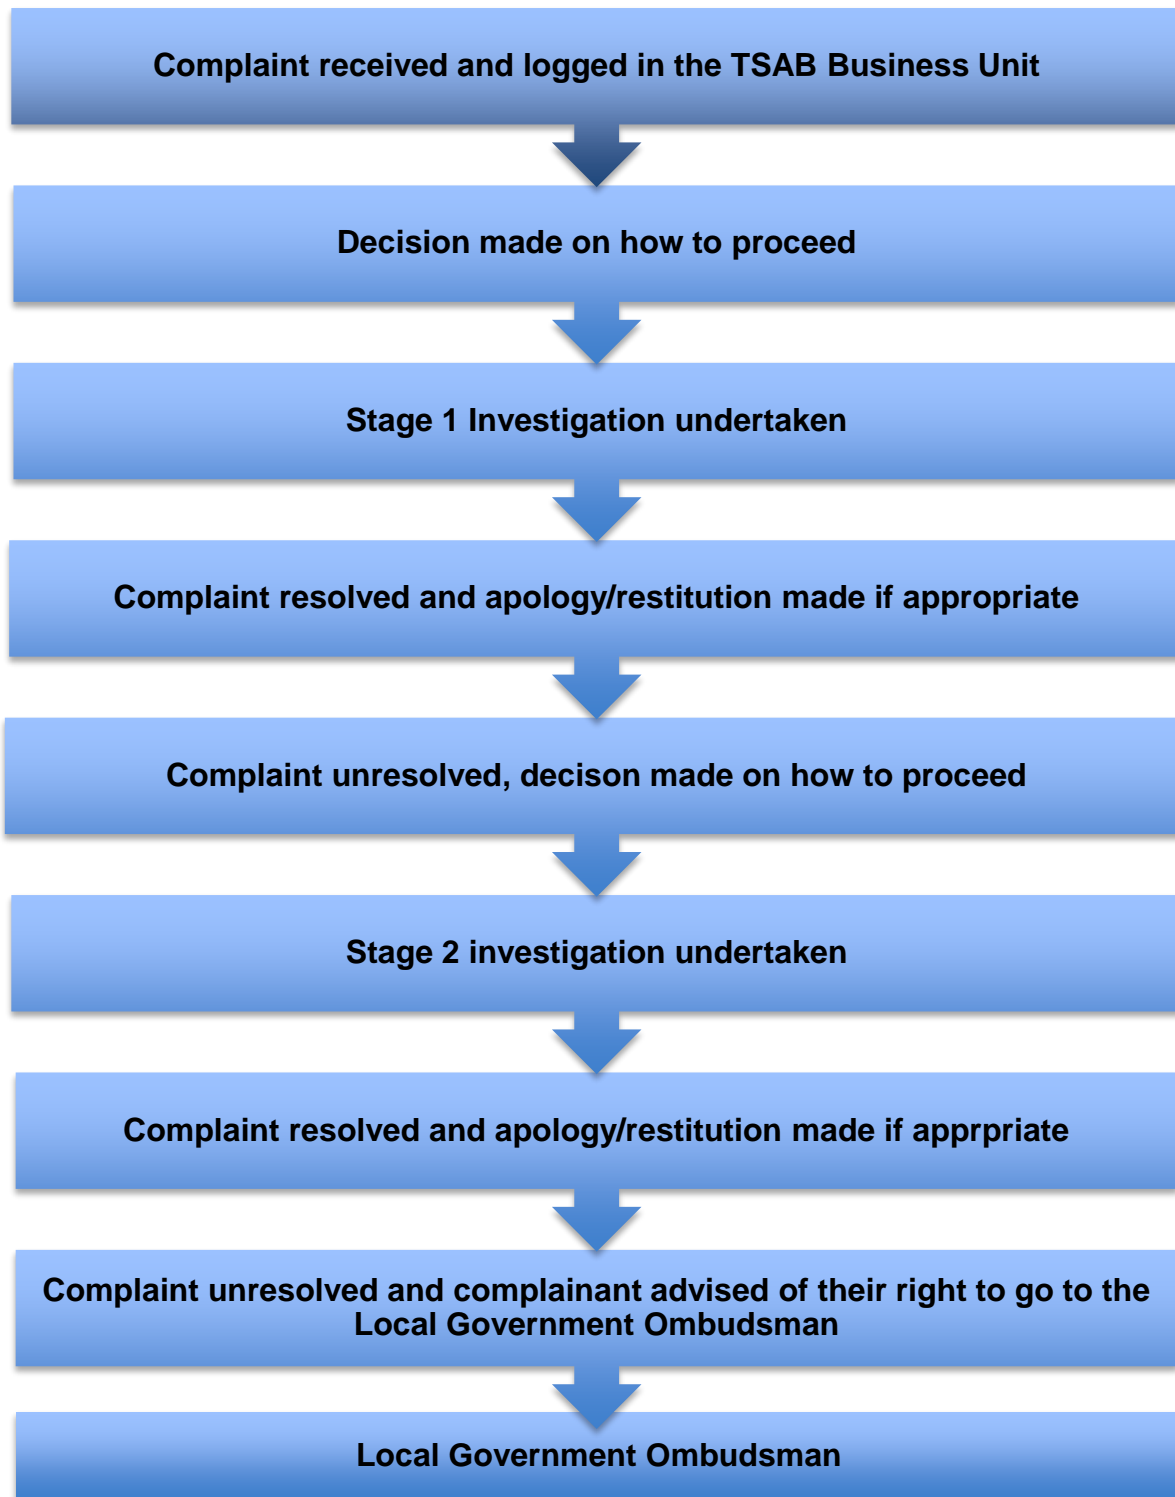 Complaint received and logged in the TSAB Business Unit
Decision made on how to proceed
Stage 1 Investigation undertaken
Complaint resolved and apology/restitution made if appropriate
Complaint unresolved, decison made on how to proceed
Stage 2 investigation undertaken
Complaint resolved and apology/restitution made if apprpriate
Complaint unresolved and complainant advised of their right to go to the
Local Government Ombudsman
Local Government Ombudsman